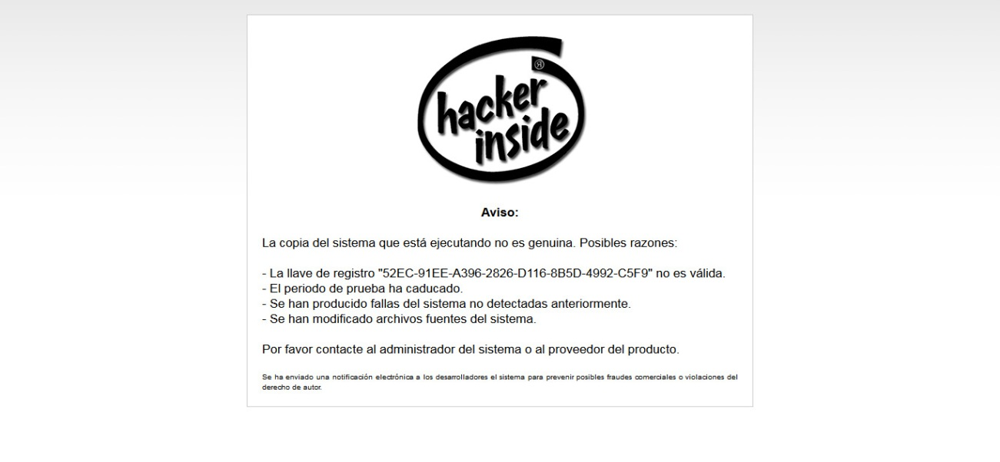 ®
hacker
inside
Aviso:
La copia del sistema que está ejecutando no es genuina. Posibles razones:
- La llave de registro "52EC-91EE-A396-2826-D116-8B5D-4992-C5F9" no es válida.
- El periodo de prueba ha caducado.
- Se han producido fallas del sistema no detectadas anteriormente.
- Se han modificado archivos fuentes del sistema.
Por favor contacte al administrador del sistema o al proveedor del producto.
Se ha enviado una notificación electrónica a los desarrolladores el sistema para prevenir posibles fraudes comerciales o violaciones del
derecho de autor.